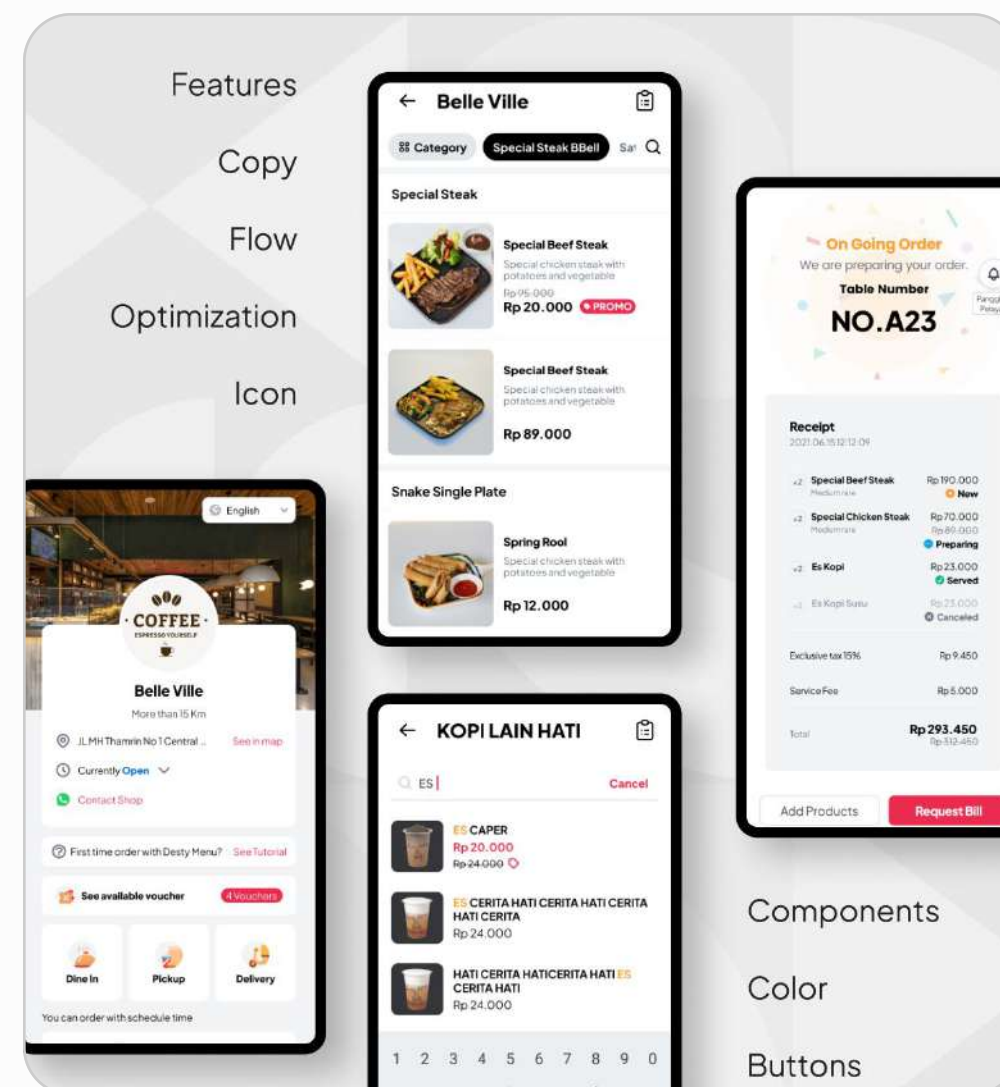 Features
Copy
Flow
Optimization
Icon
Belle Ville
Category
Special Steak BBell
Special Steak
Special Beef Steak
Special chicken steak with
potatoes and vegetable
Rp 95.000
Rp 20.000 PROMO
Special Beef Steak
Special chicken steak with
potatoes and vegetable
Rp 89.000
Snake Single Plate
Spring Rool
Special chicken steak with
potatoes and vegetable
Rp 12.000
English
COFFEE
ESPRESSO YOURSELF
Belle Ville
More than 15 Km
JL.MH Thamrin No 1 Central ..
See in map
Currently Open
Contact Shop
First time order with Desty Menu? See Tutorial
See available voucher
4 Vouchers
Dine In
Pickup
Delivery
You can order with schedule time
KOPI LAIN HATI
ES
Cancel
ES CAPER
Rp 20.000
Rp 24.000
ES CERITA HATI CERITA HATI CERITA
HATI CERITA
Rp 24.000
HATI CERITA HATICERITA HATI ES
CERITA HATI
Rp 24.000
1 2 3 4 5 6 7 8 9 0
On Going Order
We are preparing your order.
Table Number
NO.A23
Receipt
2021.06.15 12:12:09
x2 Special Beef Steak Rp 190.000
Medium rare New
x2 Special Chicken Steak Rp 70.000
Medium rare Rp 89.000
Preparing
x2 Es Kopi Rp 23.000
Served
Es Kopi Susu Rp 23.000
Canceled
Exclusive tax 15% Rp 9.450
Service Fee Rp 5.000
Total Rp 293.450
Rp 312.450
Add Products
Request Bill
Components
Color
Buttons